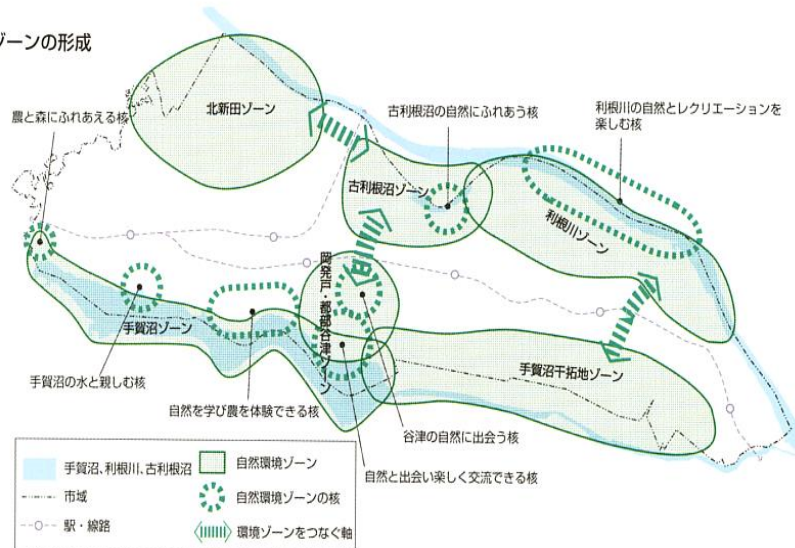 ゾーンの形成
農と森にふれあえる核
北新田ゾーン
古利根沼の自然にふれあう核
利根川の自然とレクリエーションを
楽しむ核
古利根沼ゾーン
利根川ゾーン
岡発戸・都部谷津ゾーン
手賀沼ゾーン
手賀沼干拓地ゾーン
手賀沼の水と親しむ核
自然を学び農を体験できる核
谷津の自然に出会う核
自然と出会い楽しく交流できる核
手賀沼、利根川、古利根沼
市域
駅・線路
自然環境ゾーン
自然環境ゾーンの核
環境ゾーンをつなぐ軸